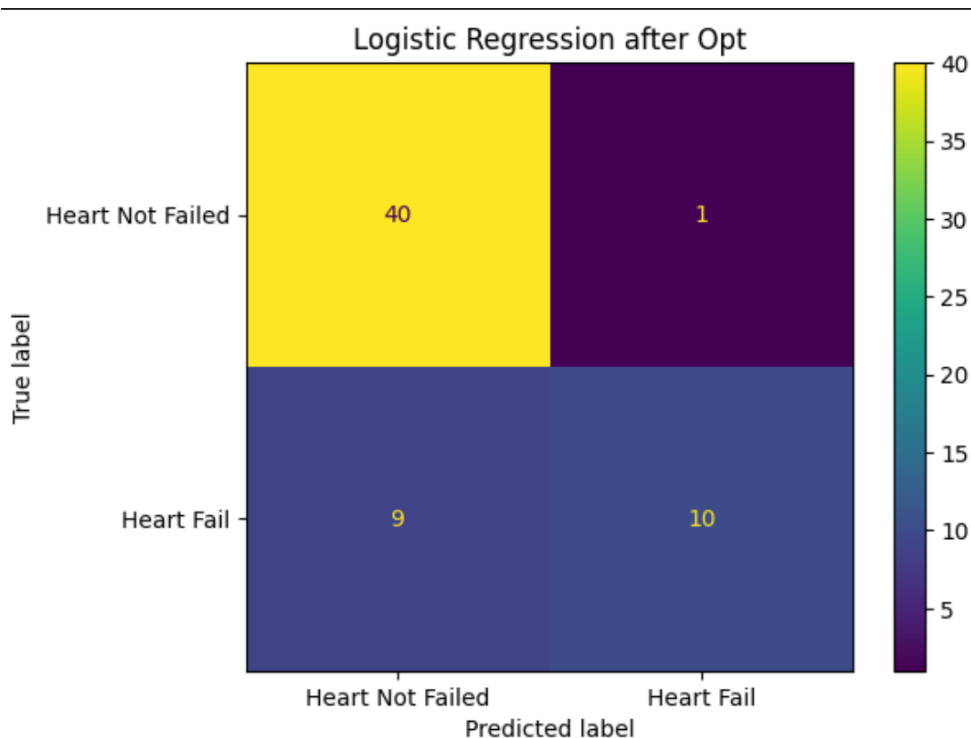 Logistic Regression after Opt
True label
Heart Not Failed
40
1
Heart Fail
9
10
Heart Not Failed
Heart Fail
Predicted label
40
35
30
25
20
15
10
5